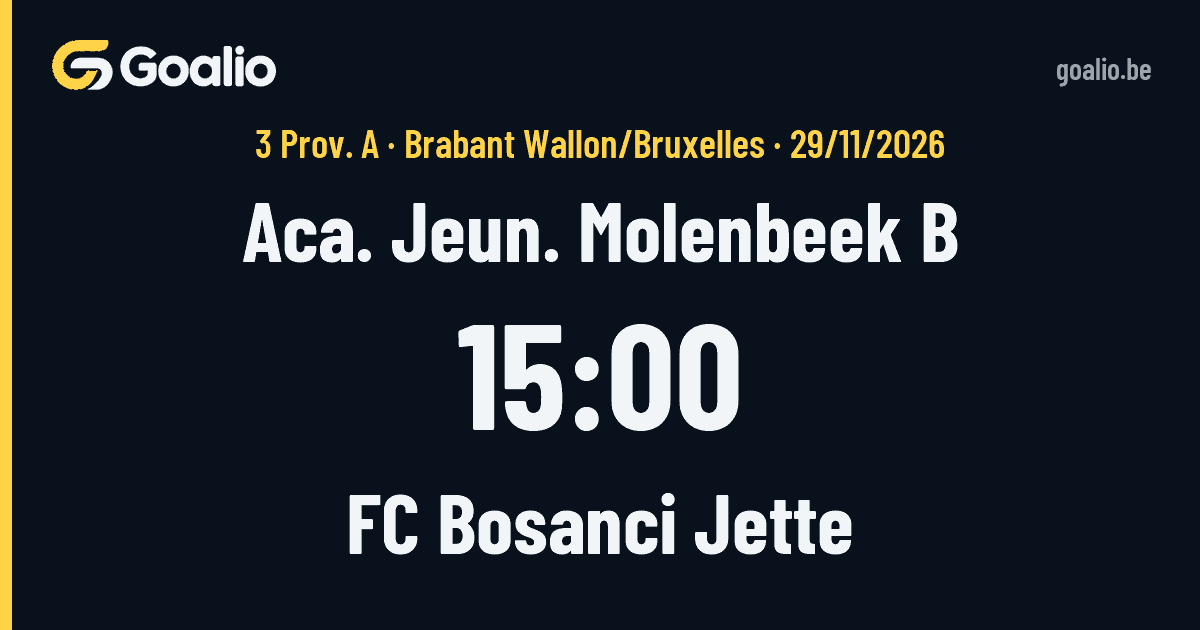 Goalio
goalio.be
3 Prov. A · Brabant Wallon/Bruxelles · 29/11/2026
Aca. Jeun. Molenbeek B
15:00
FC Bosanci Jette